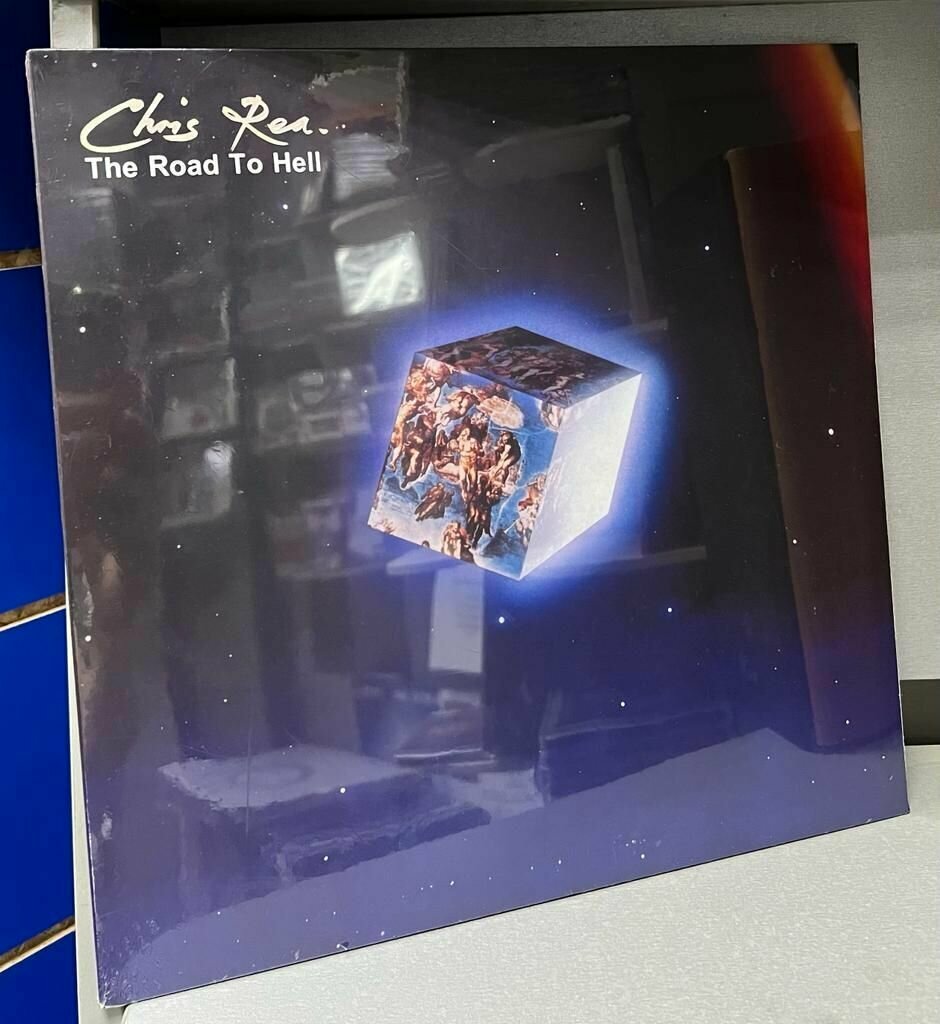 Chris Rea.
The Road To Hell